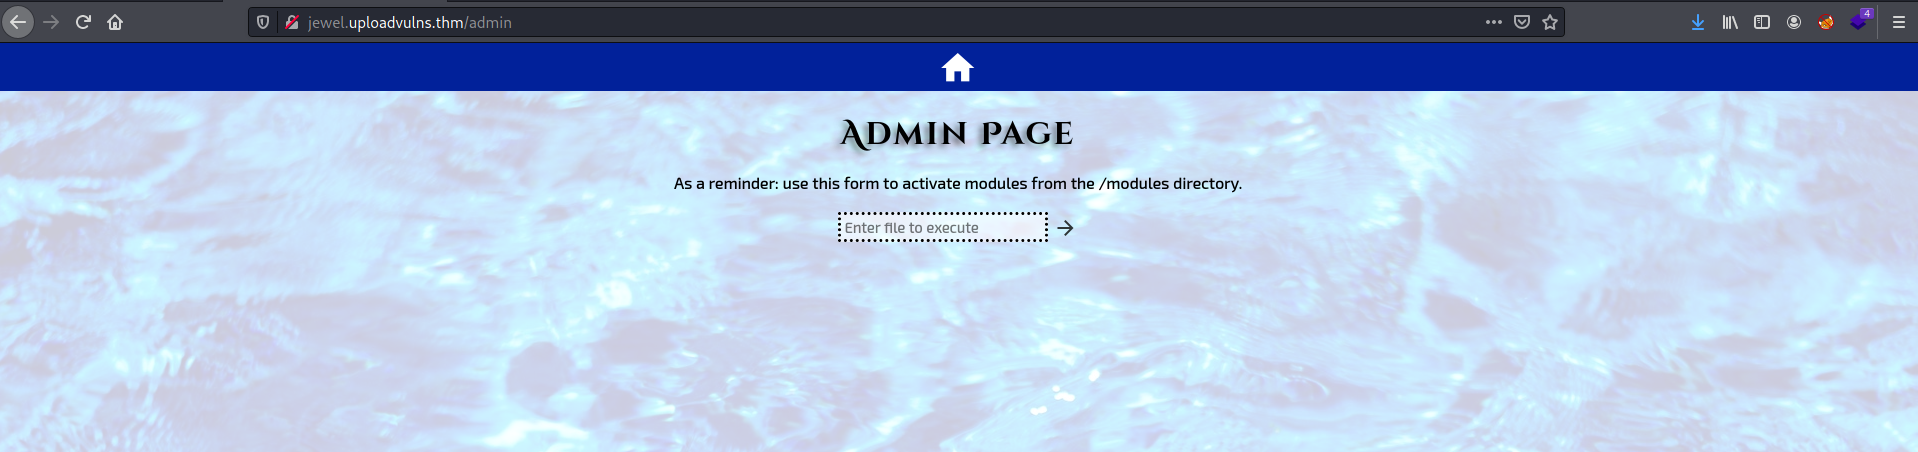 jewel.uploadvulns.thm/admin
4
Admin Page
As a reminder: use this form to activate modules from the /modules directory.
Enter file to execute